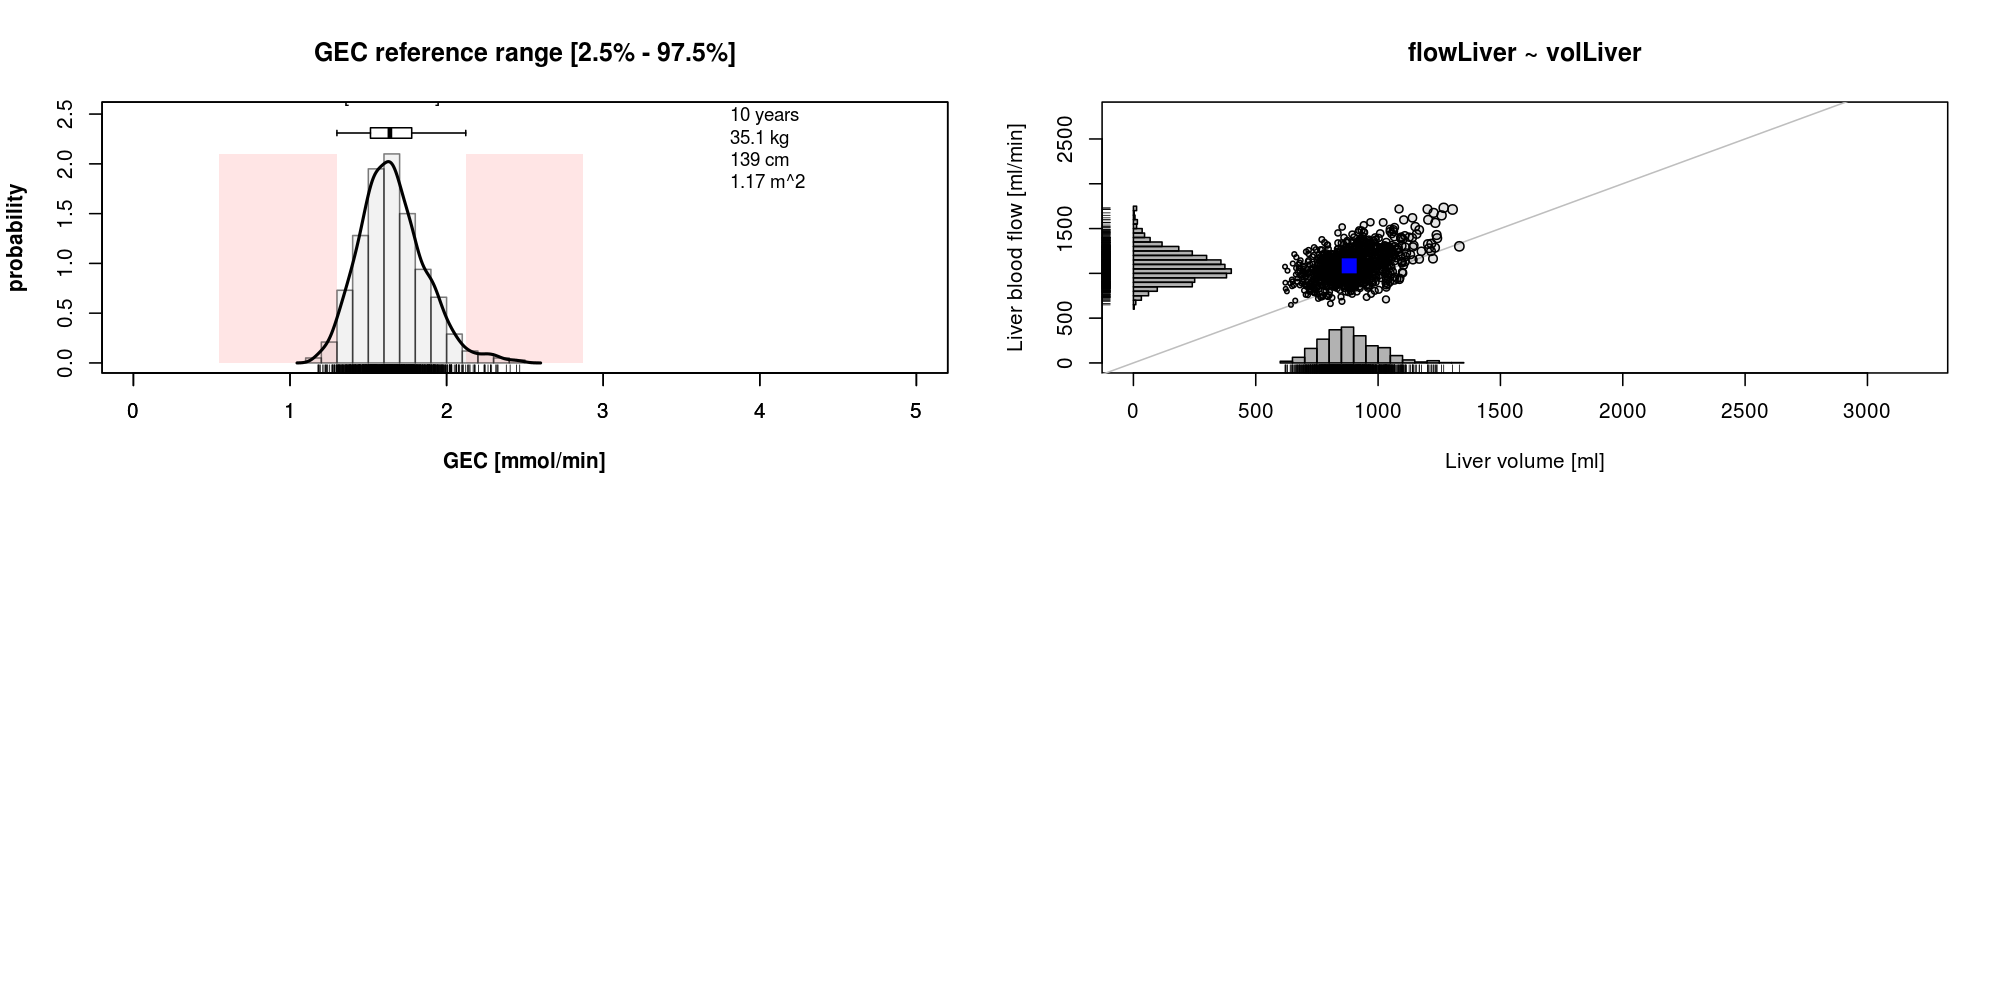 GEC reference range [2.5% - 97.5%]
probability
0.0 0.5 1.0 1.5 2.0 2.5
10 years
35.1 kg
139 cm
1.17 m^2
0 1 2 3 4 5
GEC [mmol/min]
flowLiver ~ volLiver
Liver blood flow [ml/min]
0 500 1500 2500
0 500 1000 1500 2000 2500 3000
Liver volume [ml]